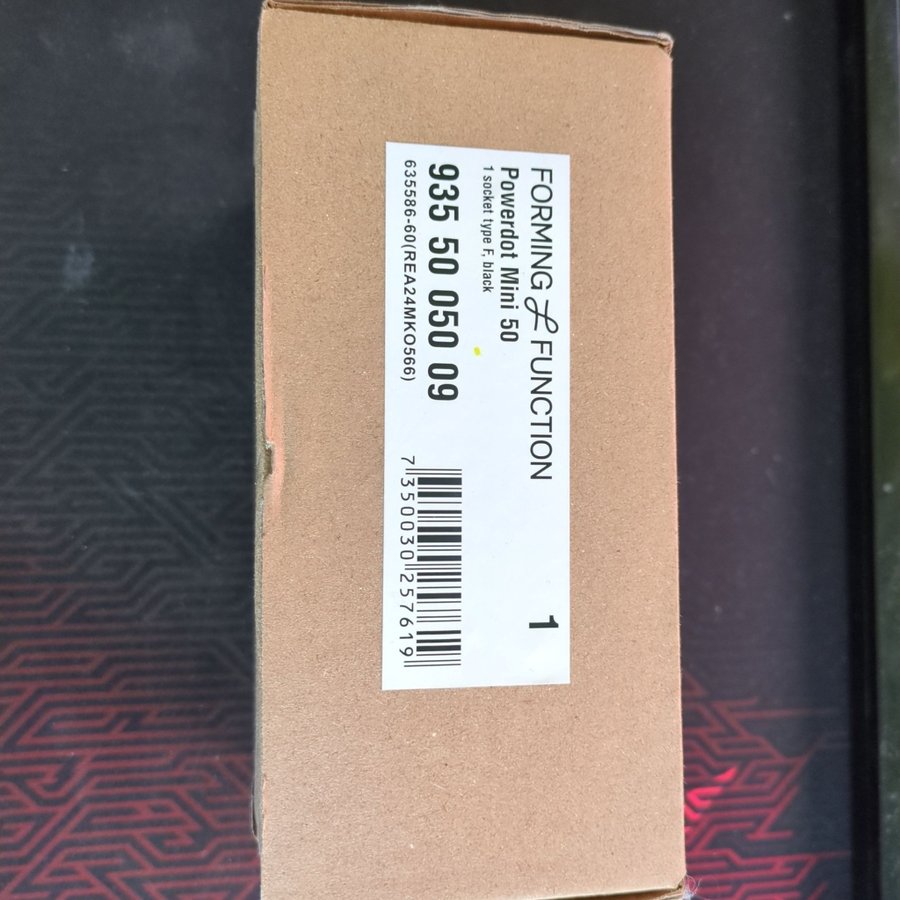 FORMING & FUNCTION
1
Powerdot Mini 50
1 socket type F, black
935 50 050 09
635586-60(REA24MKO566)
7 350030 257619